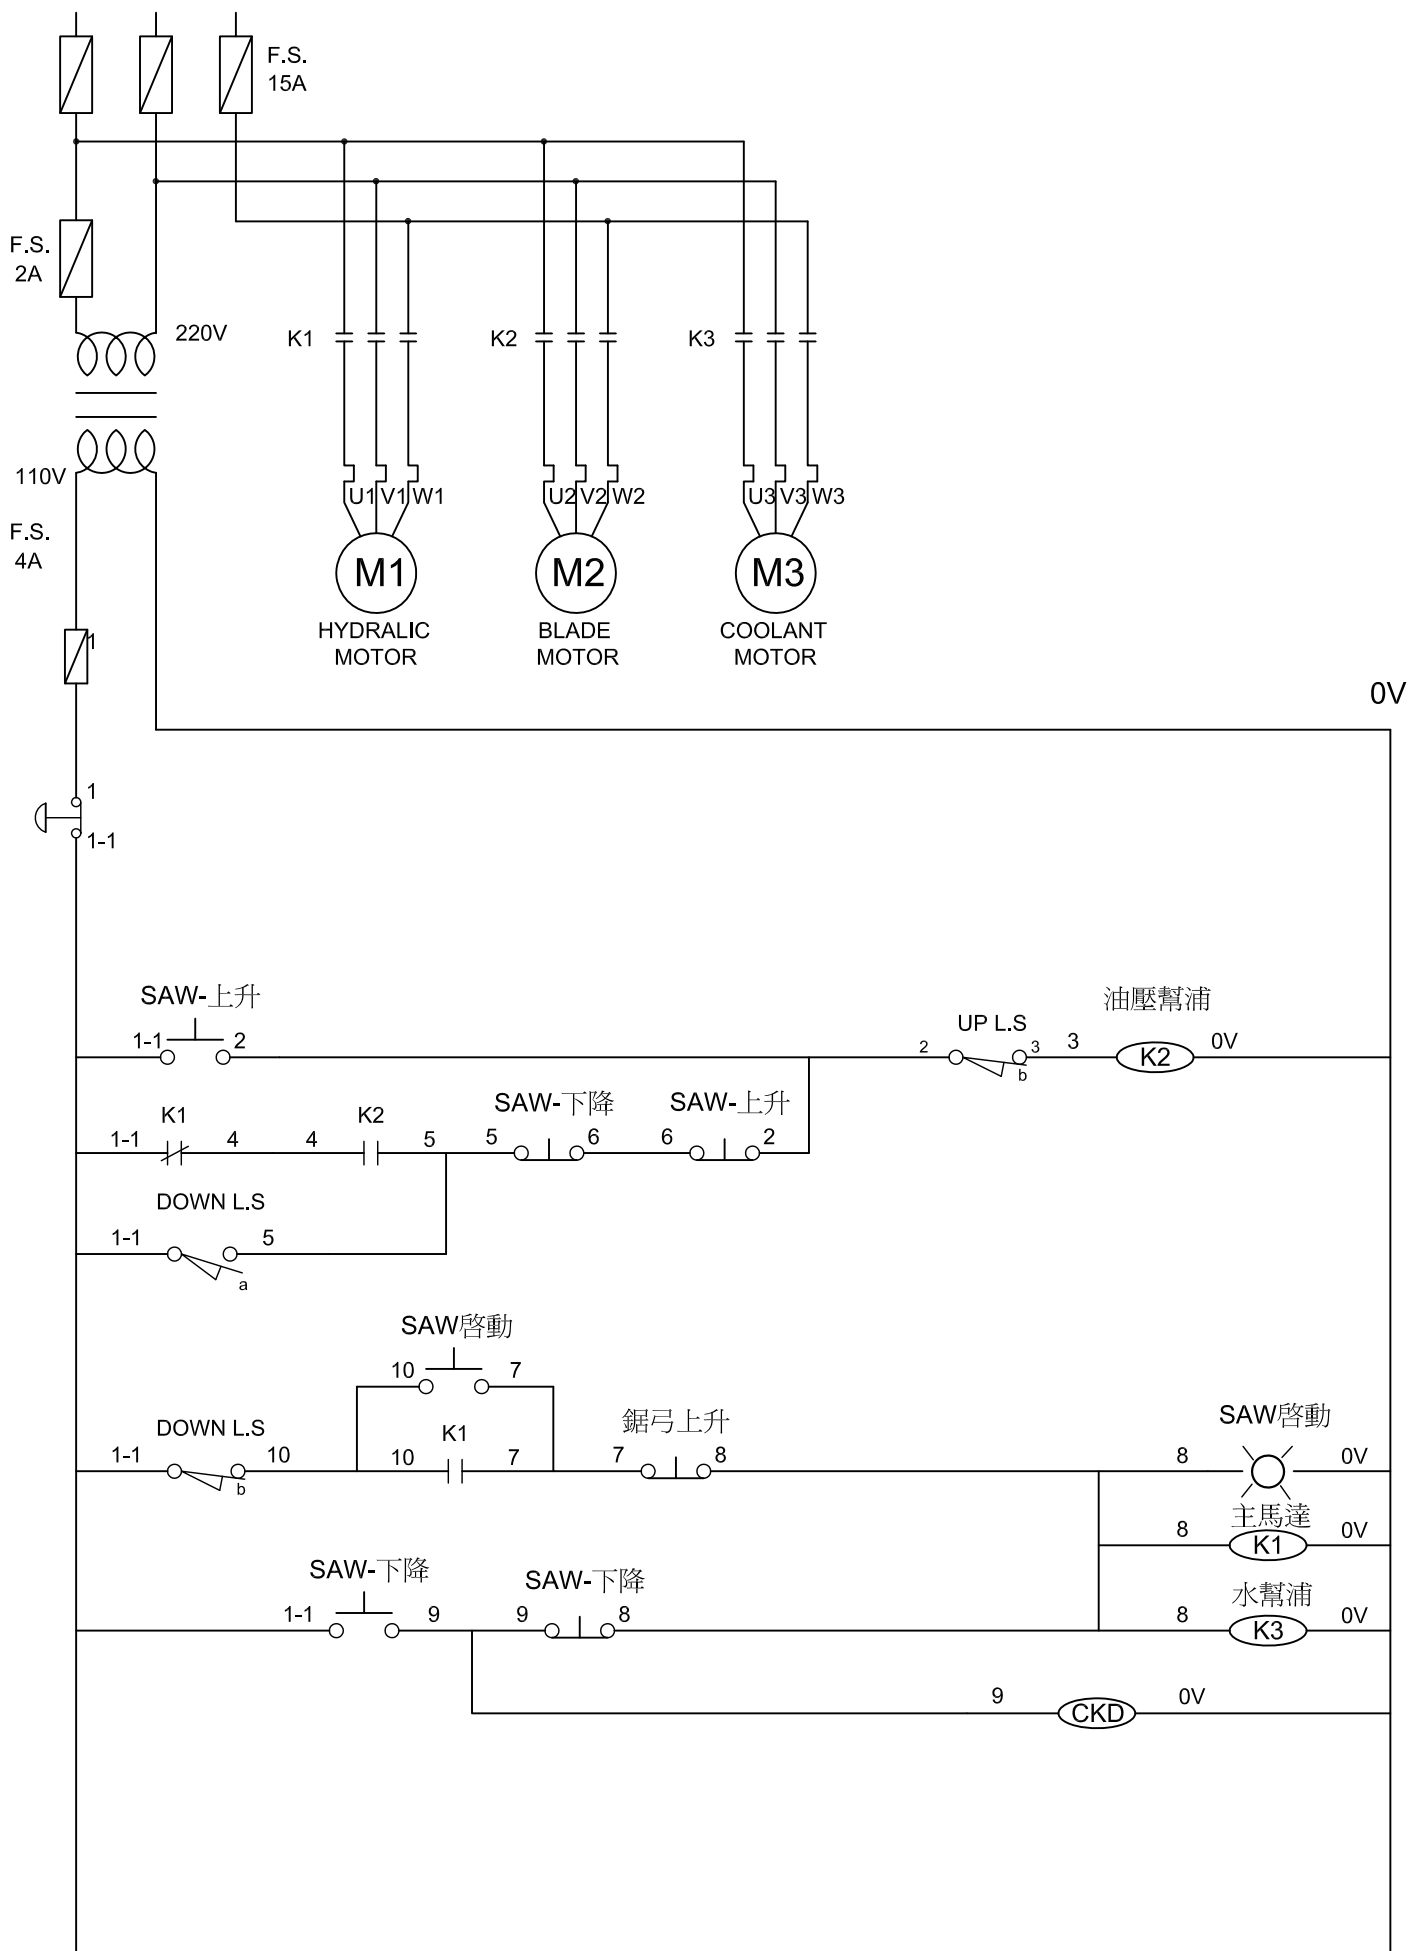 F.S.
15A
F.S.
2A
220V
K1
K2
K3
110V
U1 V1 W1
U2 V2 W2
U3 V3 W3
F.S.
4A
M1
M2
M3
HYDRALIC
MOTOR
BLADE
MOTOR
COOLANT
MOTOR
1
0V
1
1-1
SAW-上升
油壓幫浦
UP L.S
1-1 2 2 3 3 K2 0V
b
SAW-下降 SAW-上升
K1 K2
1-1 4 4 5 5 6 6 2
DOWN L.S
1-1 5
a
SAW啓動
10 7
DOWN L.S
K1
鋸弓上升
SAW啓動
1-1 10 10 7 7 8 8 0V
b
主馬達
8 K1 0V
SAW-下降 SAW-下降
水幫浦
1-1 9 9 8 8 K3 0V
9 CKD 0V